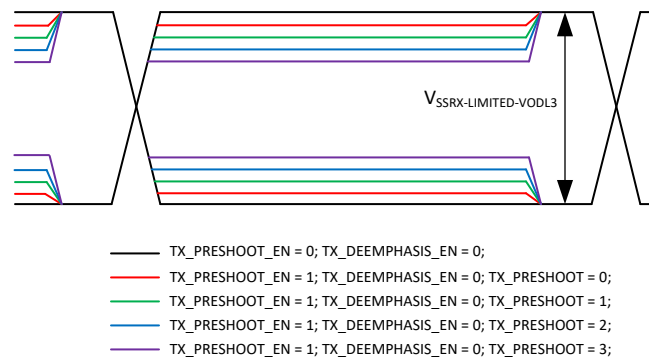 VSSRX-LIMITED-VODL3
TX_PRESHOOT_EN = 0; TX_DEEMPHASIS_EN = 0;
TX_PRESHOOT_EN = 1; TX_DEEMPHASIS_EN = 0; TX_PRESHOOT = 0;
TX_PRESHOOT_EN = 1; TX_DEEMPHASIS_EN = 0; TX_PRESHOOT = 1;
TX_PRESHOOT_EN = 1; TX_DEEMPHASIS_EN = 0; TX_PRESHOOT = 2;
TX_PRESHOOT_EN = 1; TX_DEEMPHASIS_EN = 0; TX_PRESHOOT = 3;